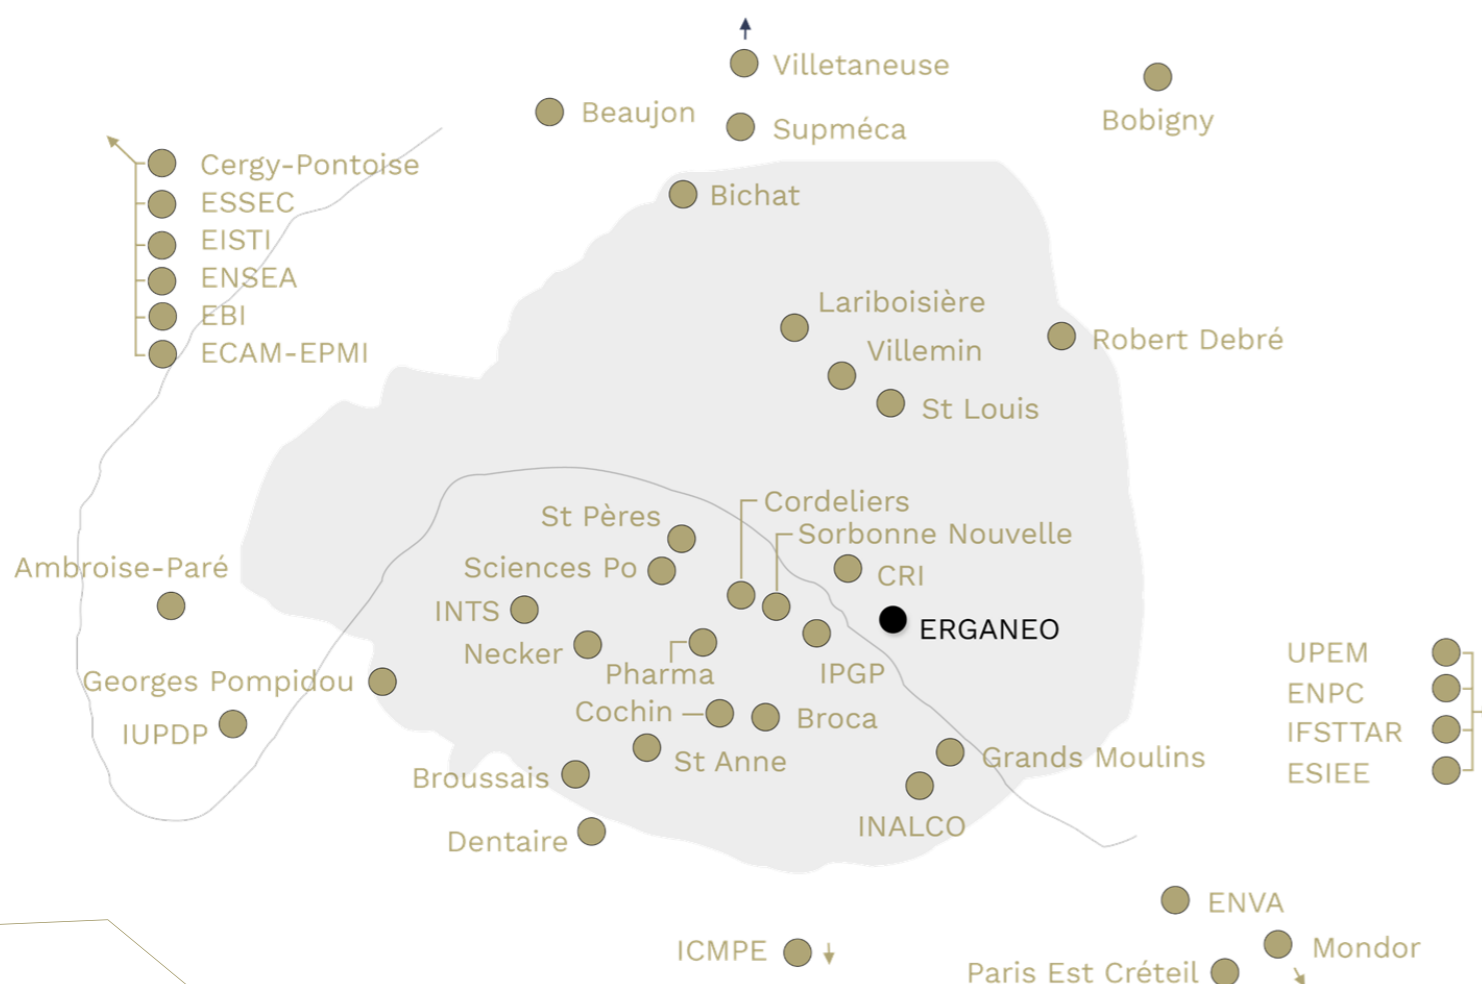 Villetaneuse
Beaujon
Supméca
Bobigny
Cergy-Pontoise
ESSEC
EISTI
ENSEA
EBI
ECAM-EPMI
Bichat
Lariboisière
Villemin
St Louis
Robert Debré
Cordeliers
St Pères
Sorbonne Nouvelle
Sciences Po
CRI
Ambroise-Paré
INTS
ERGANEO
Necker
Pharma
IPGP
Georges Pompidou
IUPDP
Cochin
Broca
St Anne
Broussais
Grands Moulins
INALCO
Dentaire
UPEM
ENPC
IFSTTAR
ESIEE
ENVA
ICMPE
Mondor
Paris Est Créteil